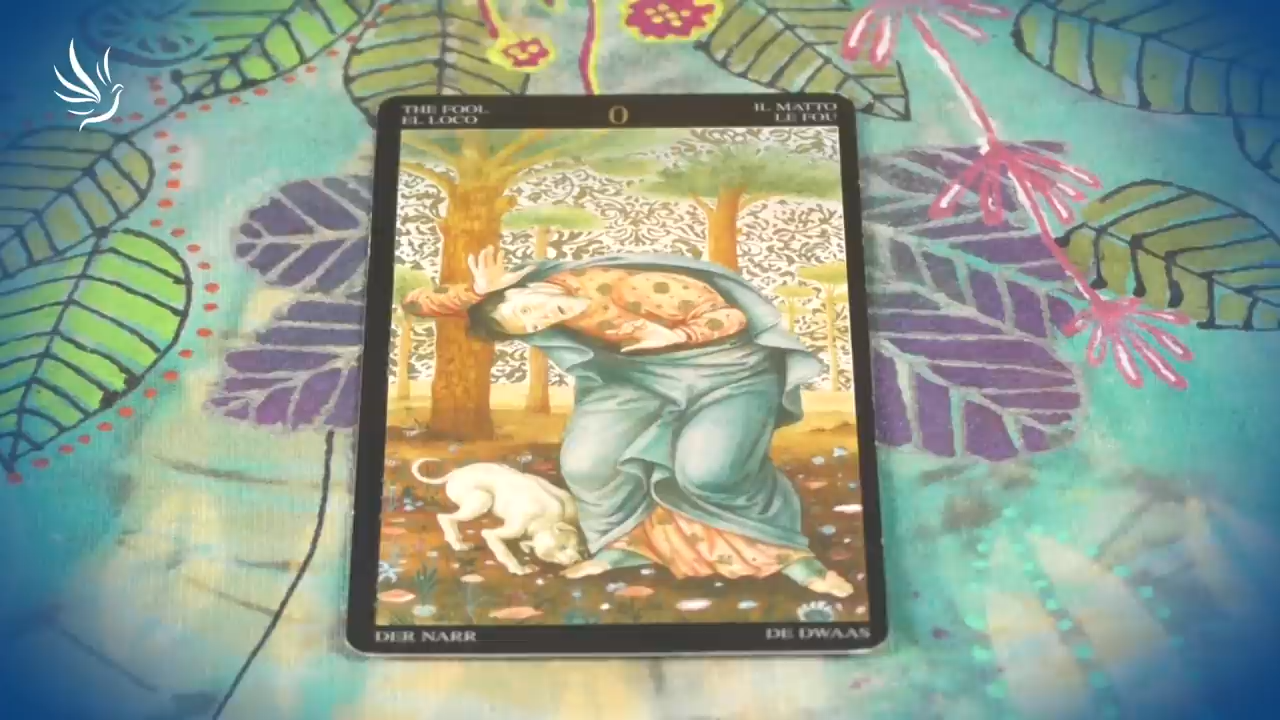 THE FOOL
EL LOCO
0
IL MATTO
LE FOU
DER NARR
DE DWAAS